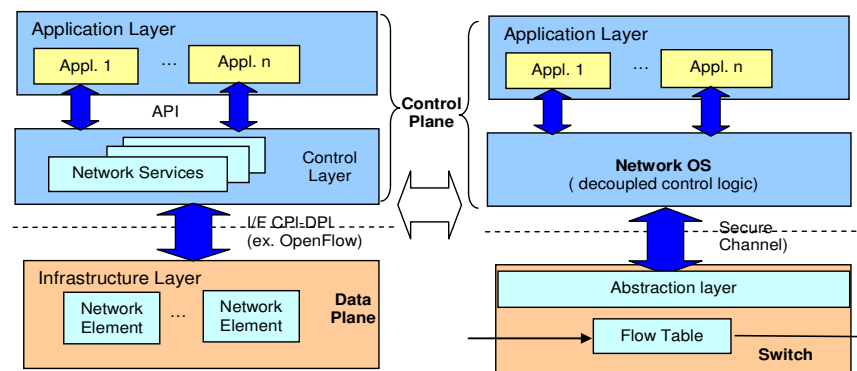 Application Layer
Appl. 1
...
Appl. n
API
Network Services
Control
Layer
I/F CPI-DPI
(ex. OpenFlow)
Infrastructure Layer
Network
Element
...
Network
Element
Data
Plane
Control
Plane
Application Layer
Appl. 1
...
Appl. n
Network OS
( decoupled control logic)
Secure
Channel)
Abstraction layer
Flow Table
Switch